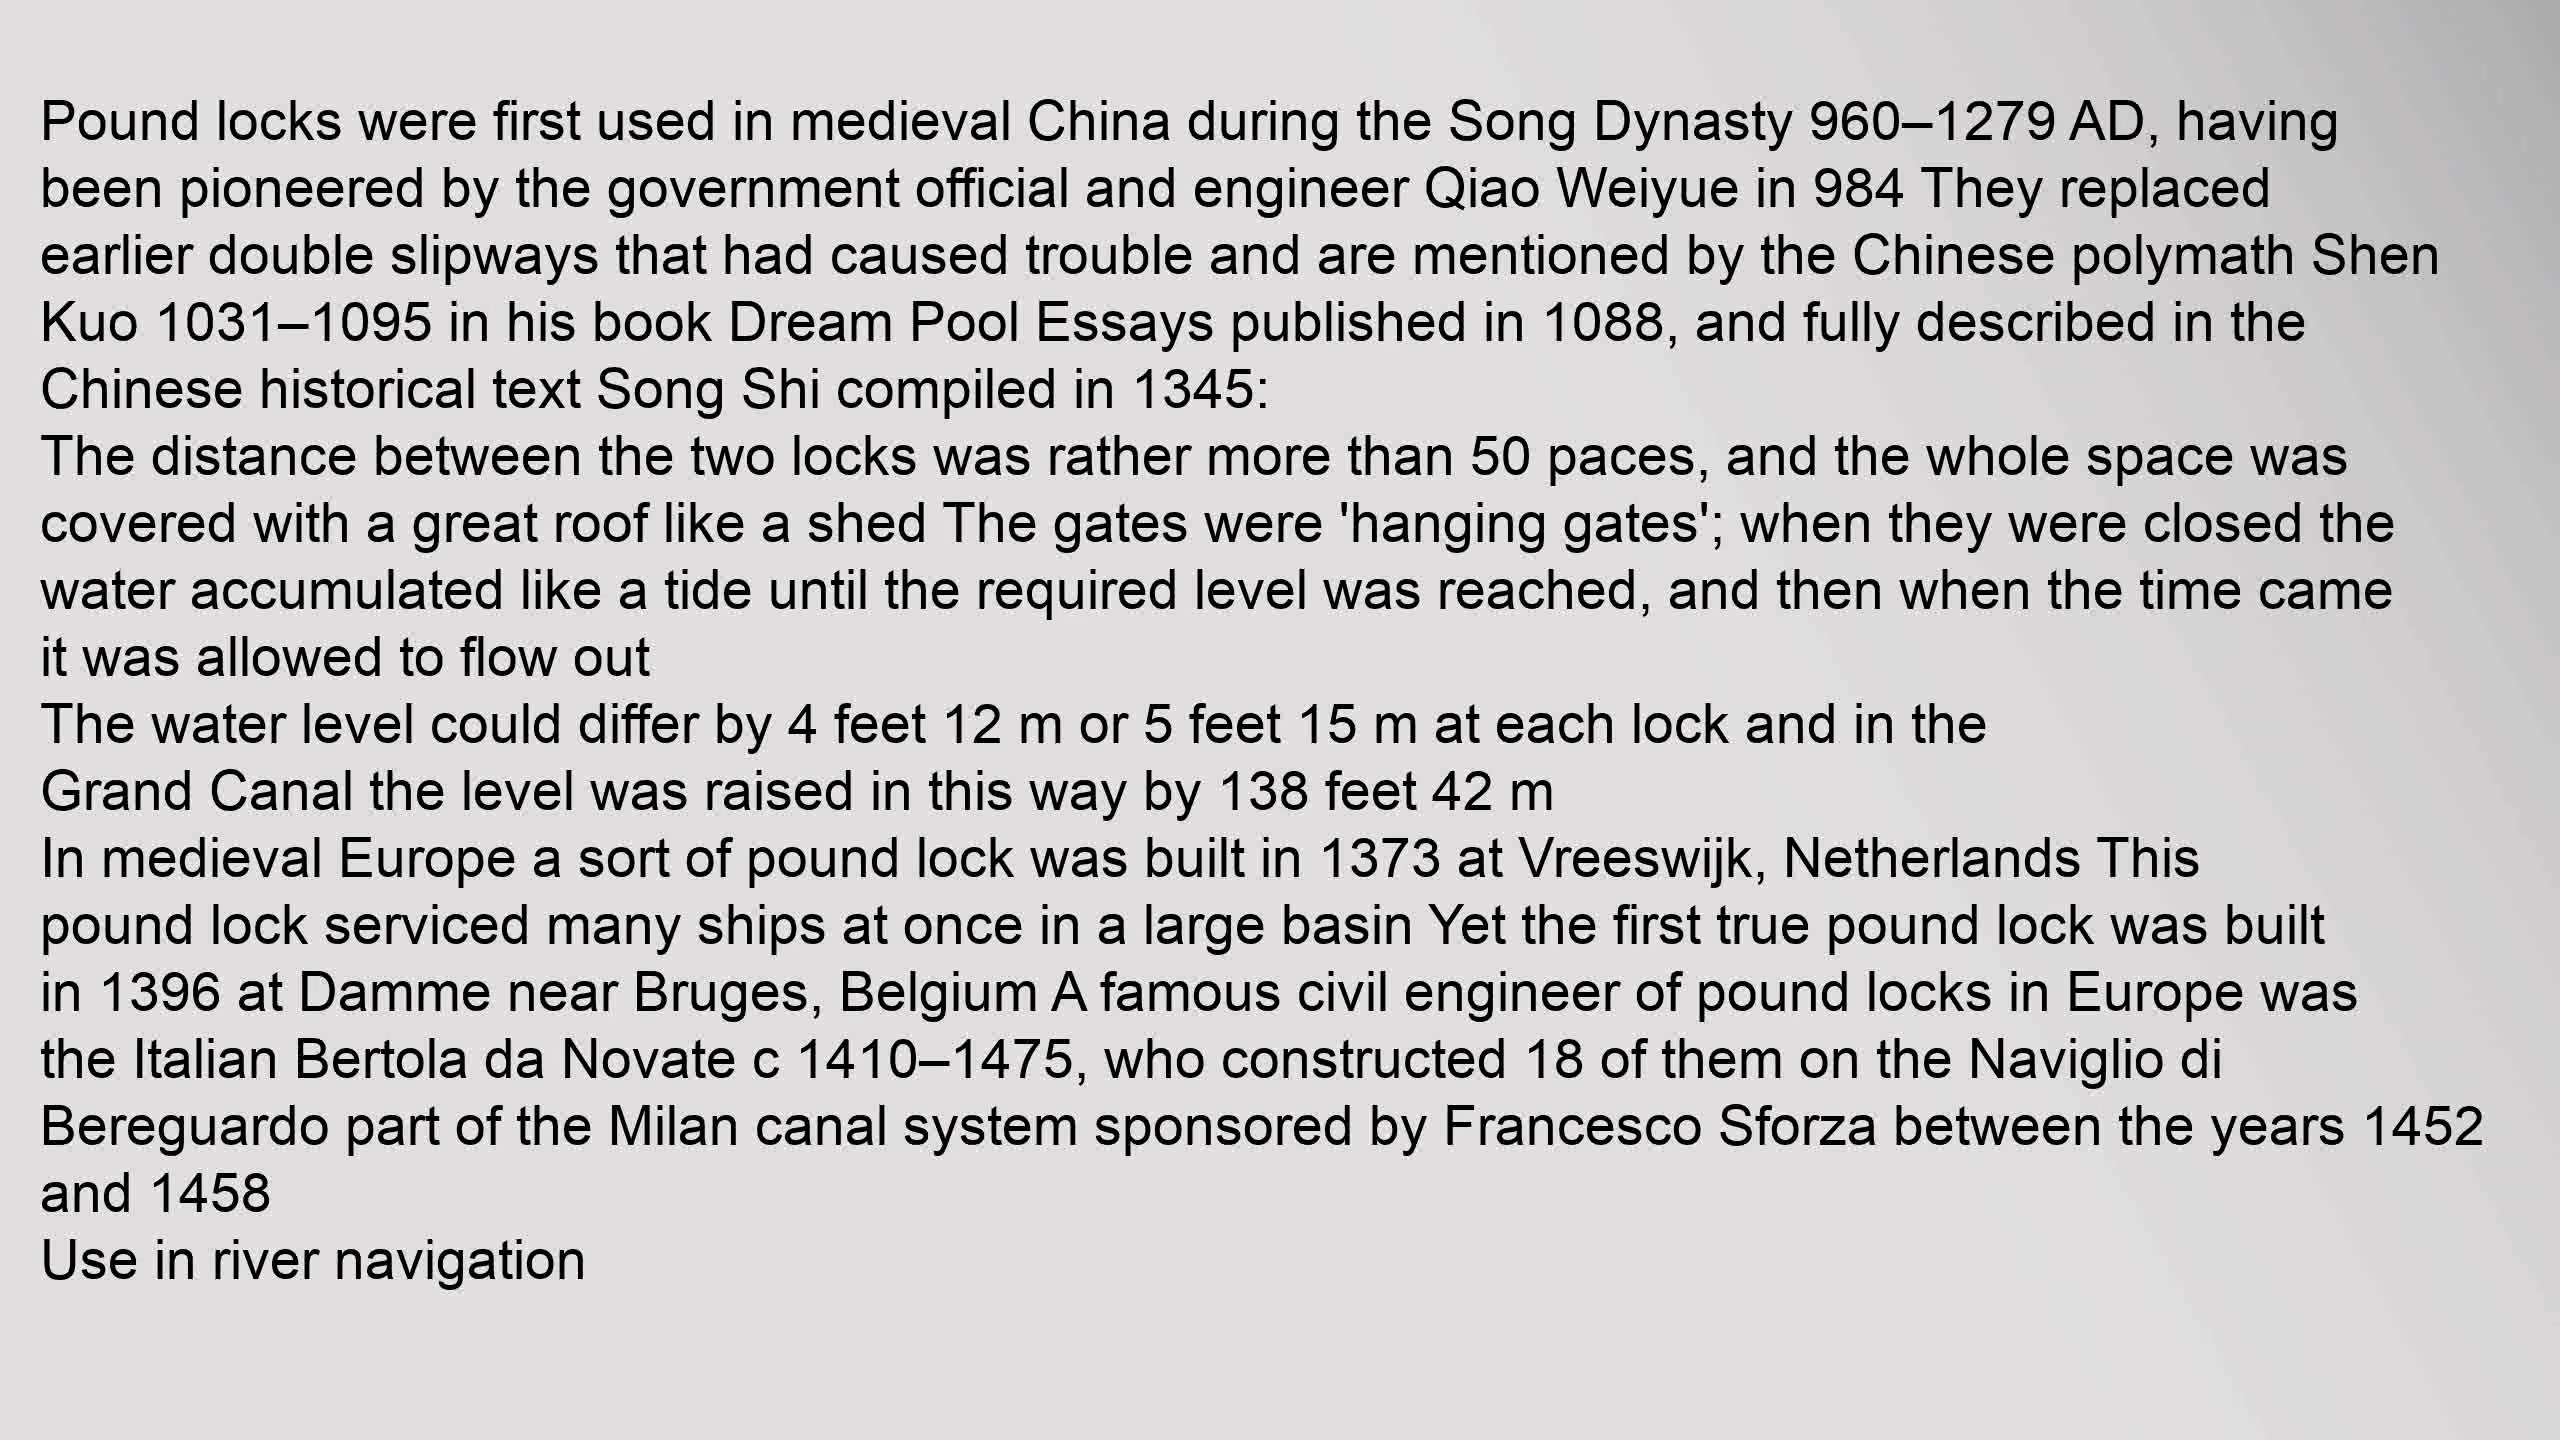 Pound locks were first used in medieval China during the Song Dynasty 960–1279 AD, having
been pioneered by the government official and engineer Qiao Weiyue in 984 They replaced
earlier double slipways that had caused trouble and are mentioned by the Chinese polymath Shen
Kuo 1031–1095 in his book Dream Pool Essays published in 1088, and fully described in the
Chinese historical text Song Shi compiled in 1345:
The distance between the two locks was rather more than 50 paces, and the whole space was
covered with a great roof like a shed The gates were 'hanging gates'; when they were closed the
water accumulated like a tide until the required level was reached, and then when the time came
it was allowed to flow out
The water level could differ by 4 feet 12 m or 5 feet 15 m at each lock and in the
Grand Canal the level was raised in this way by 138 feet 42 m
In medieval Europe a sort of pound lock was built in 1373 at Vreeswijk, Netherlands This
pound lock serviced many ships at once in a large basin Yet the first true pound lock was built
in 1396 at Damme near Bruges, Belgium A famous civil engineer of pound locks in Europe was
the Italian Bertola da Novate c 1410–1475, who constructed 18 of them on the Naviglio di
Bereguardo part of the Milan canal system sponsored by Francesco Sforza between the years 1452
and 1458
Use in river navigation